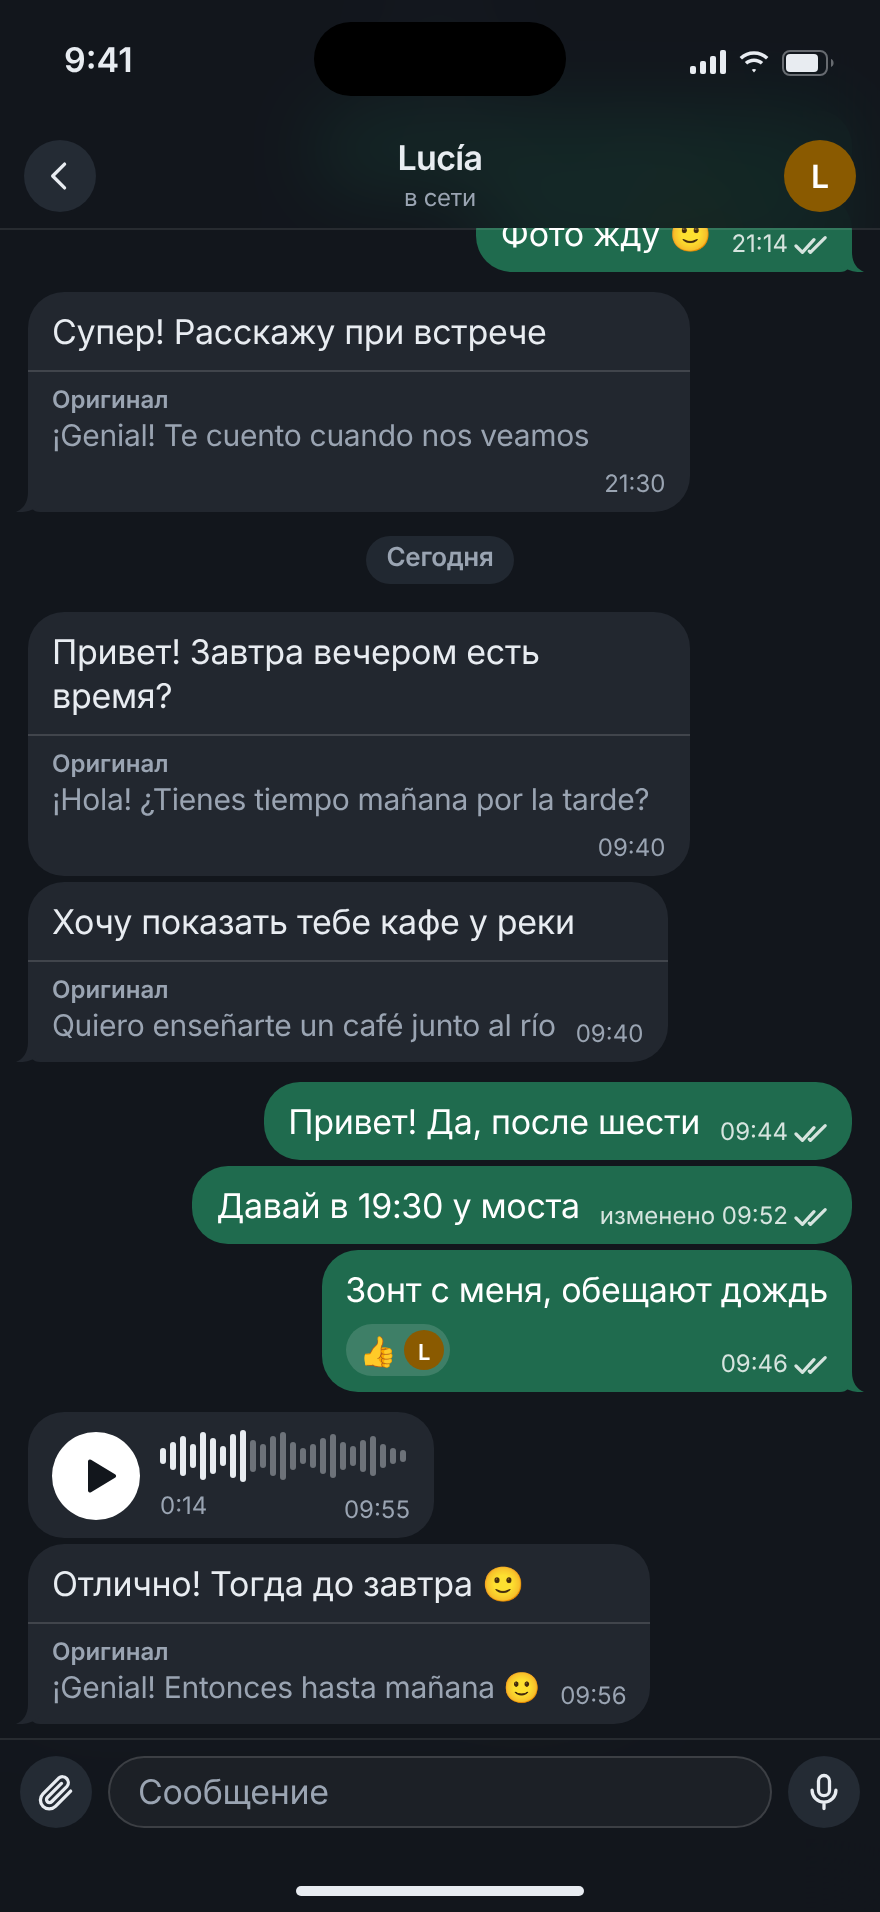 9:41
Lucía
в сети
L
Фото жду 🙂 21:14
Супер! Расскажу при встрече
Оригинал
¡Genial! Te cuento cuando nos veamos
21:30
Сегодня
Привет! Завтра вечером есть
время?
Оригинал
¡Hola! ¿Tienes tiempo mañana por la tarde?
09:40
Хочу показать тебе кафе у реки
Оригинал
Quiero enseñarte un café junto al río 09:40
Привет! Да, после шести 09:44
Давай в 19:30 у моста изменено 09:52
Зонт с меня, обещают дождь
👍 L 09:46
0:14 09:55
Отлично! Тогда до завтра 🙂
Оригинал
¡Genial! Entonces hasta mañana 🙂 09:56
Сообщение